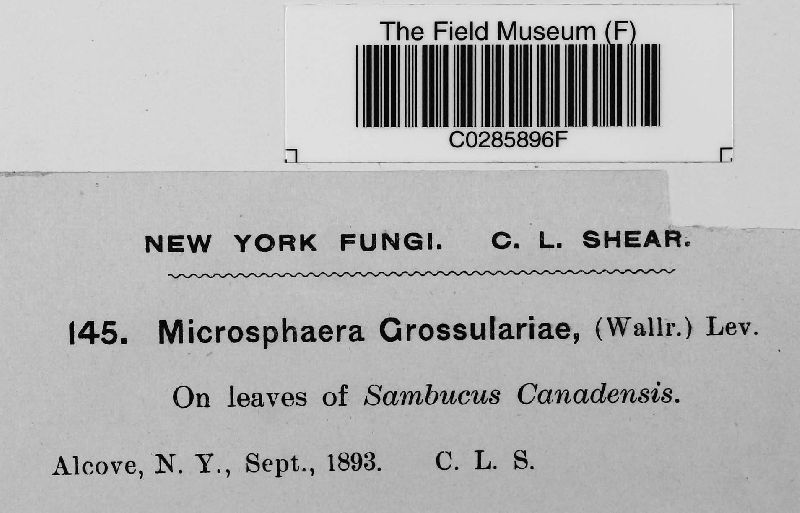 The Field Museum (F)
C0285896F
NEW YORK FUNGI. C. L. SHEAR.
145. Microsphaera Grossulariae, (Wallr.) Lev.
On leaves of Sambucus Canadensis.
Alcove, N. Y., Sept., 1893. C. L. S.